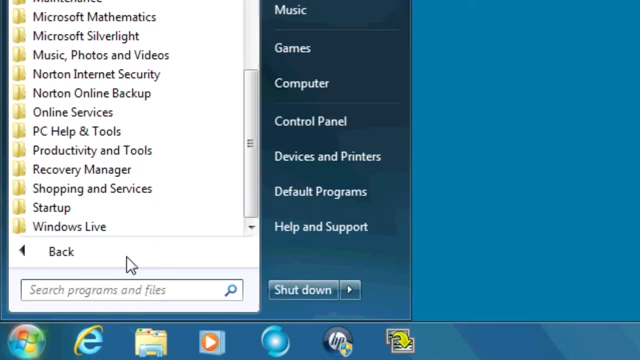 Maintenance
Microsoft Mathematics
Microsoft Silverlight
Music, Photos and Videos
Norton Internet Security
Norton Online Backup
Online Services
PC Help & Tools
Productivity and Tools
Recovery Manager
Shopping and Services
Startup
Windows Live
Back
Search programs and files
Music
Games
Computer
Control Panel
Devices and Printers
Default Programs
Help and Support
Shut down
hp